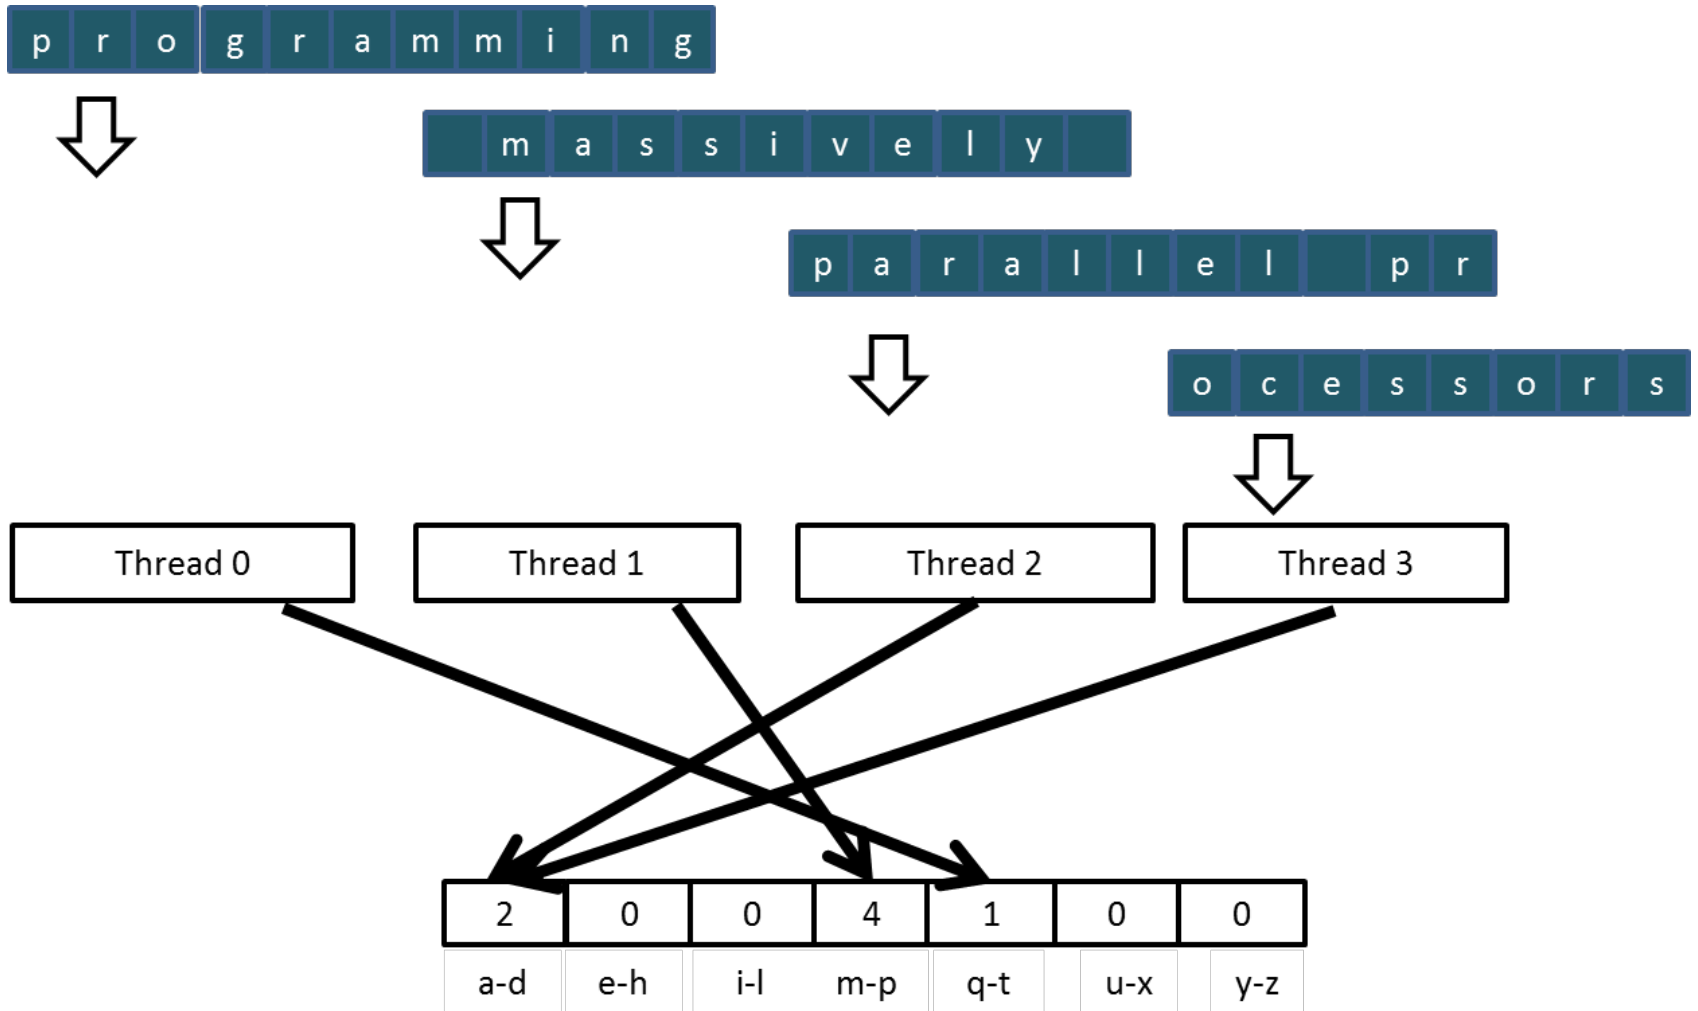 p r o g r a m m i n g
m a s s i v e l y
p a r a l l e l p r
o c e s s o r s
Thread 0 Thread 1 Thread 2 Thread 3
2 0 0 4 1 0 0
a-d e-h i-l m-p q-t u-x y-z